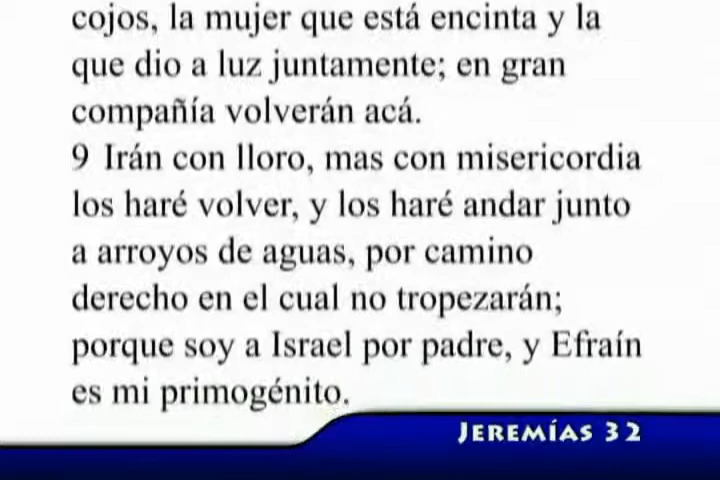 cojos, la mujer que está encinta y la
que dio a luz juntamente; en gran
compañía volverán acá.
9 Irán con lloro, mas con misericordia
los haré volver, y los haré andar junto
a arroyos de aguas, por camino
derecho en el cual no tropezarán;
porque soy a Israel por padre, y Efraín
es mi primogénito.
JEREMÍAS 32